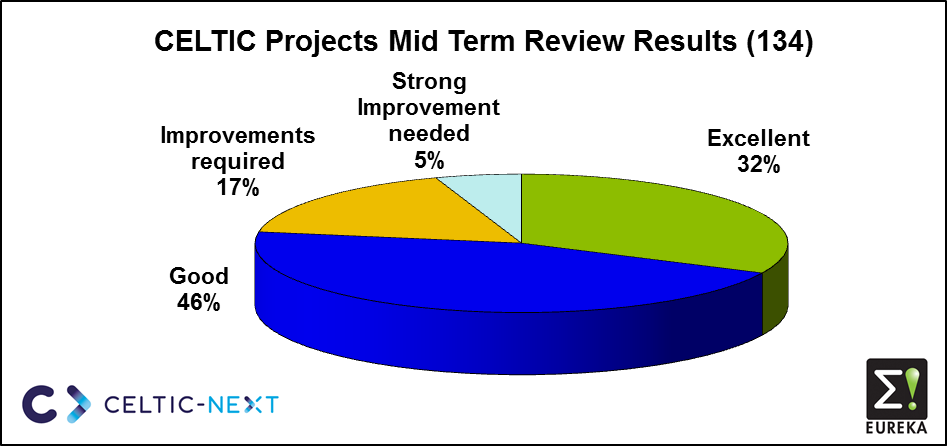 CELTIC Projects Mid Term Review Results (134)
Strong
Improvement
needed
5%
Improvements
required
17%
Excellent
32%
Good
46%
CELTIC-NEXT
Σ!
EUREKA